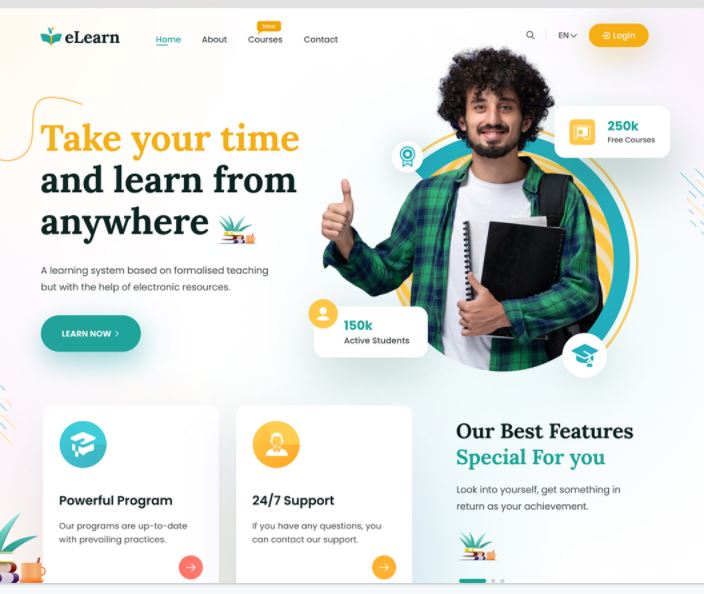 eLearn
Home
About
New
Courses
Contact
EN
Login
Take your time
and learn from
anywhere
A learning system based on formalised teaching
but with the help of electronic resources.
LEARN NOW
250k
Free Courses
150k
Active Students
Powerful Program
Our programs are up-to-date
with prevailing practices.
24/7 Support
If you have any questions, you
can contact our support.
Our Best Features
Special For you
Look into yourself, get something in
return as your achievement.